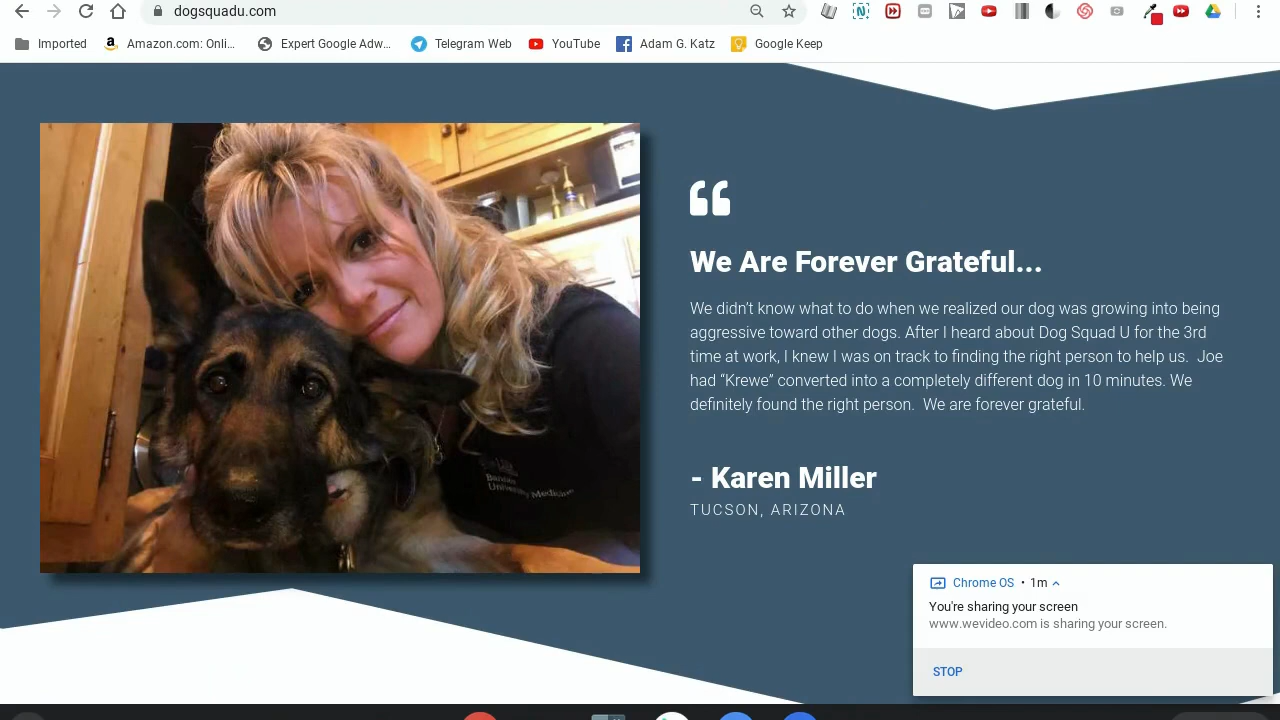 dogsquadu.com
Imported
Amazon.com: Onli...
Expert Google Adw...
Telegram Web
YouTube
Adam G. Katz
Google Keep
We Are Forever Grateful...
We didn’t know what to do when we realized our dog was growing into being
aggressive toward other dogs. After I heard about Dog Squad U for the 3rd
time at work, I knew I was on track to finding the right person to help us.  Joe
had “Krewe” converted into a completely different dog in 10 minutes. We
definitely found the right person.  We are forever grateful.
- Karen Miller
TUCSON, ARIZONA
Chrome OS • 1m
You're sharing your screen
www.wevideo.com is sharing your screen.
STOP